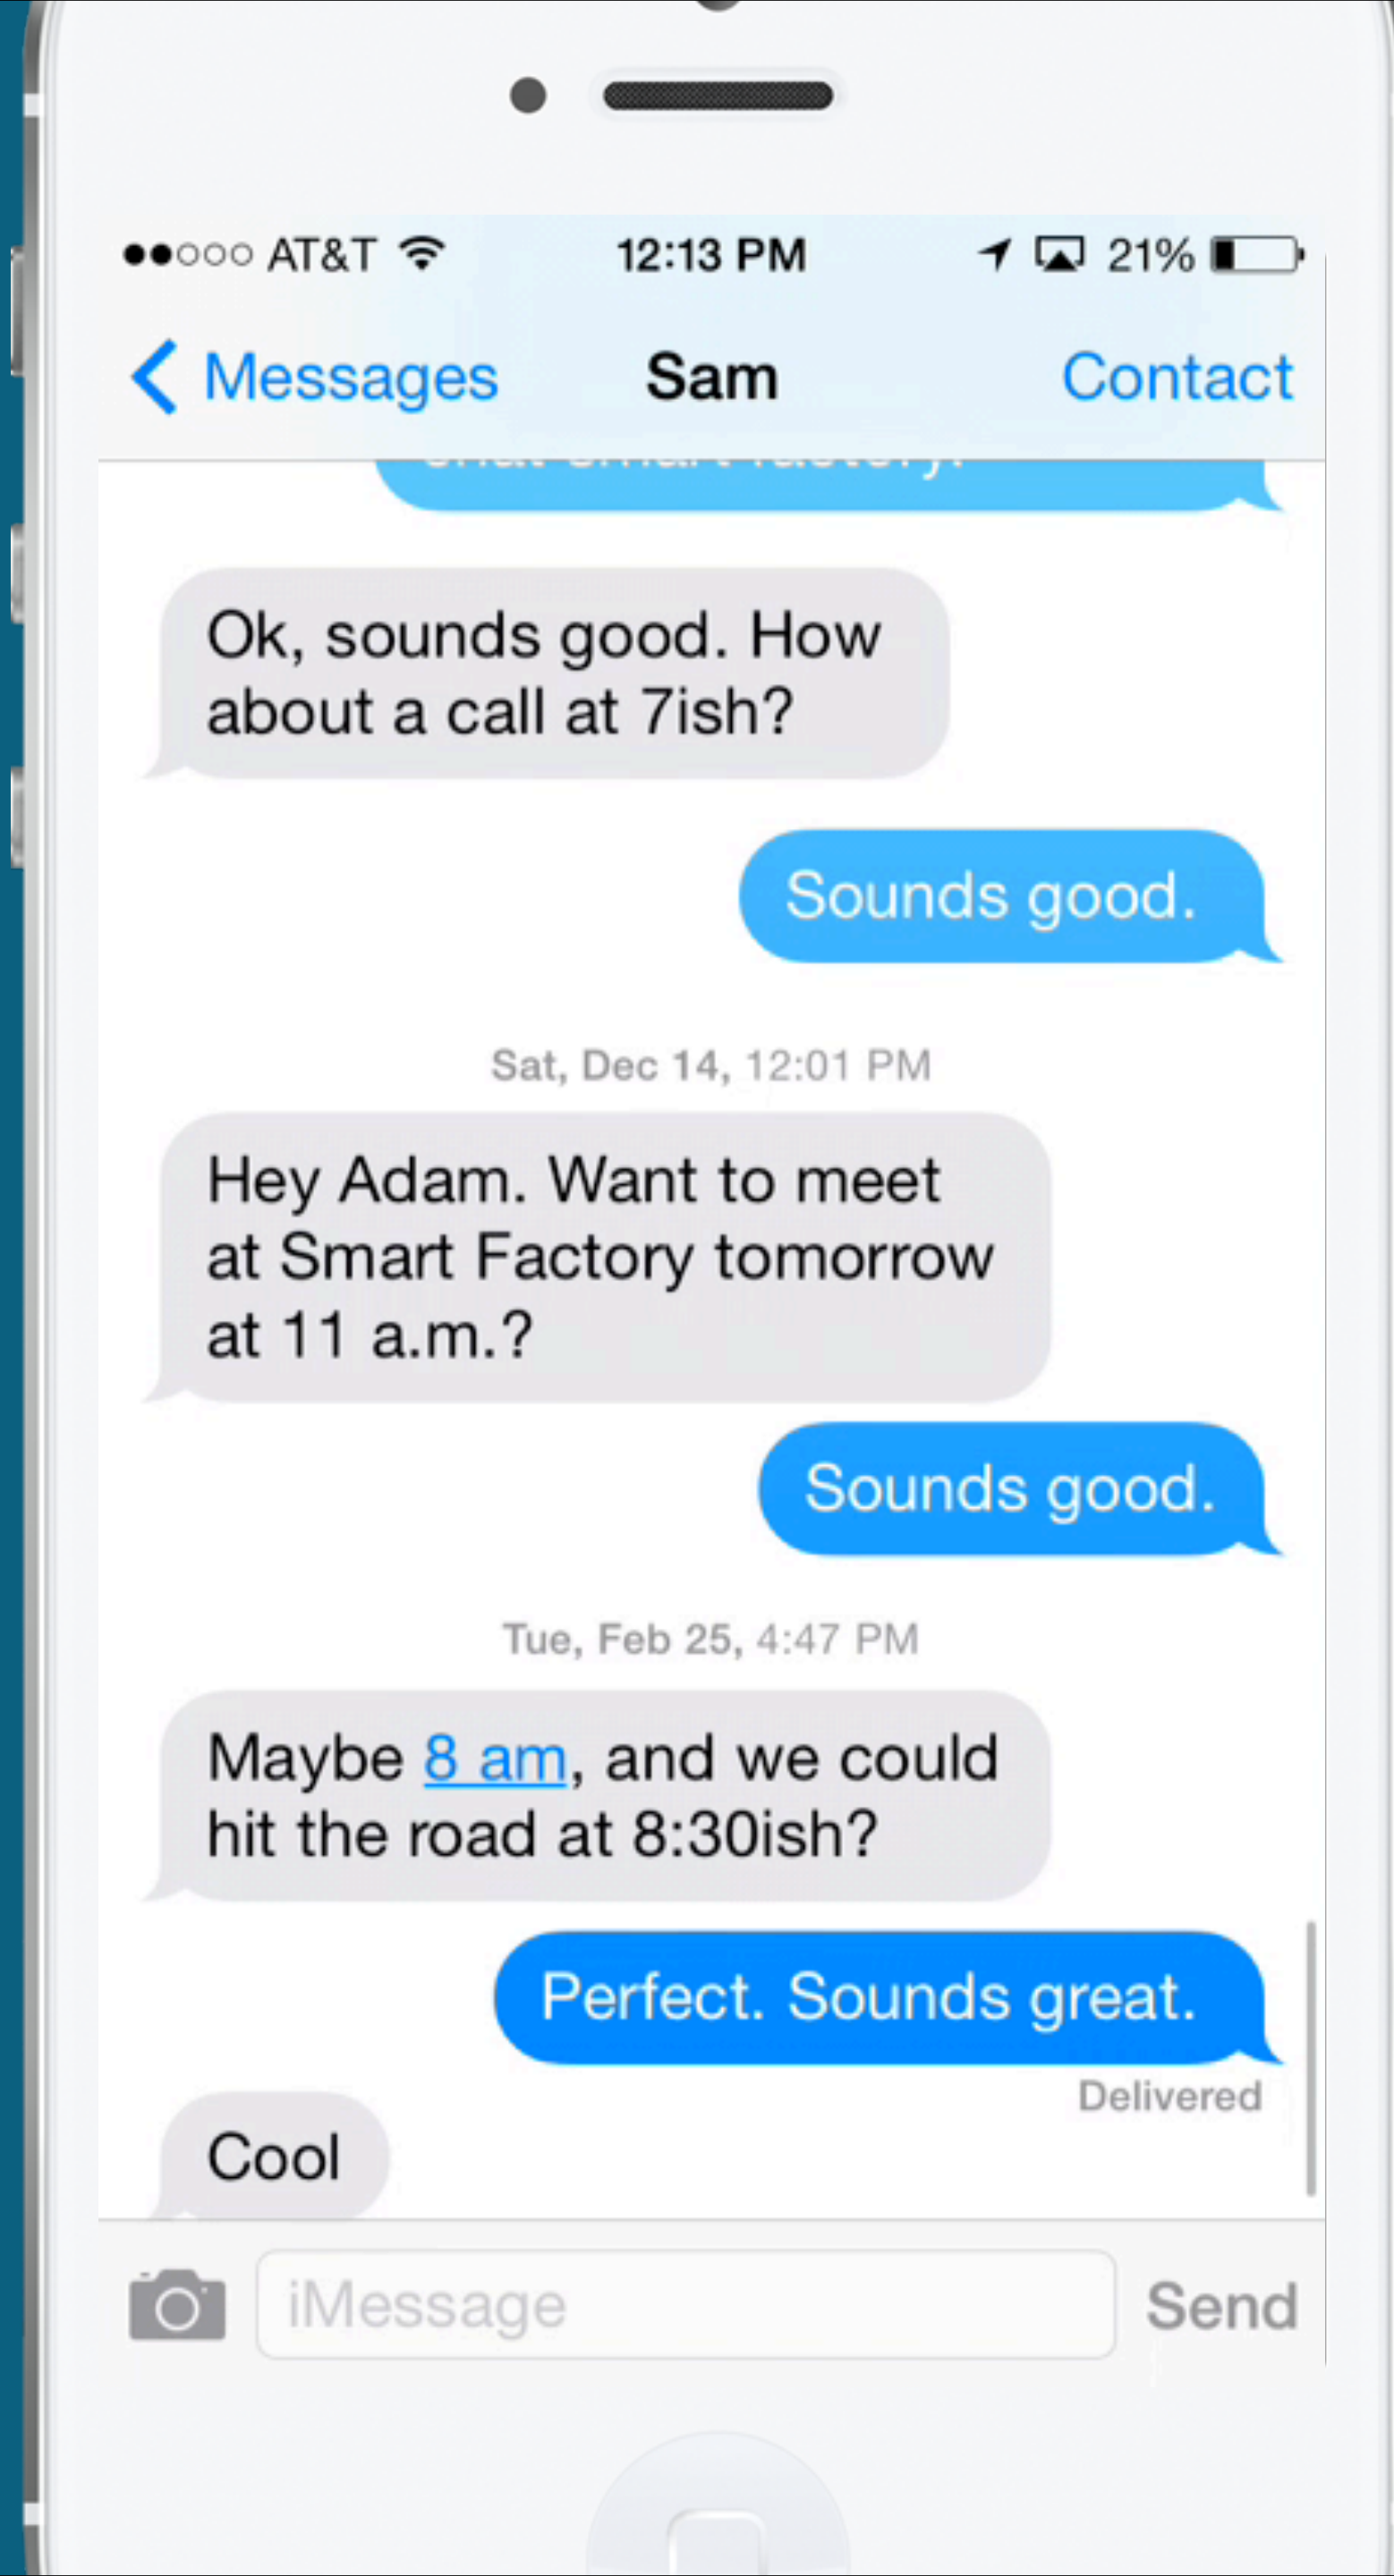 AT&T 12:13 PM 21%
Messages Sam Contact
Ok, sounds good. How
about a call at 7ish?
Sounds good.
Sat, Dec 14, 12:01 PM
Hey Adam. Want to meet
at Smart Factory tomorrow
at 11 a.m.?
Sounds good.
Tue, Feb 25, 4:47 PM
Maybe 8 am, and we could
hit the road at 8:30ish?
Perfect. Sounds great.
Delivered
Cool
iMessage Send